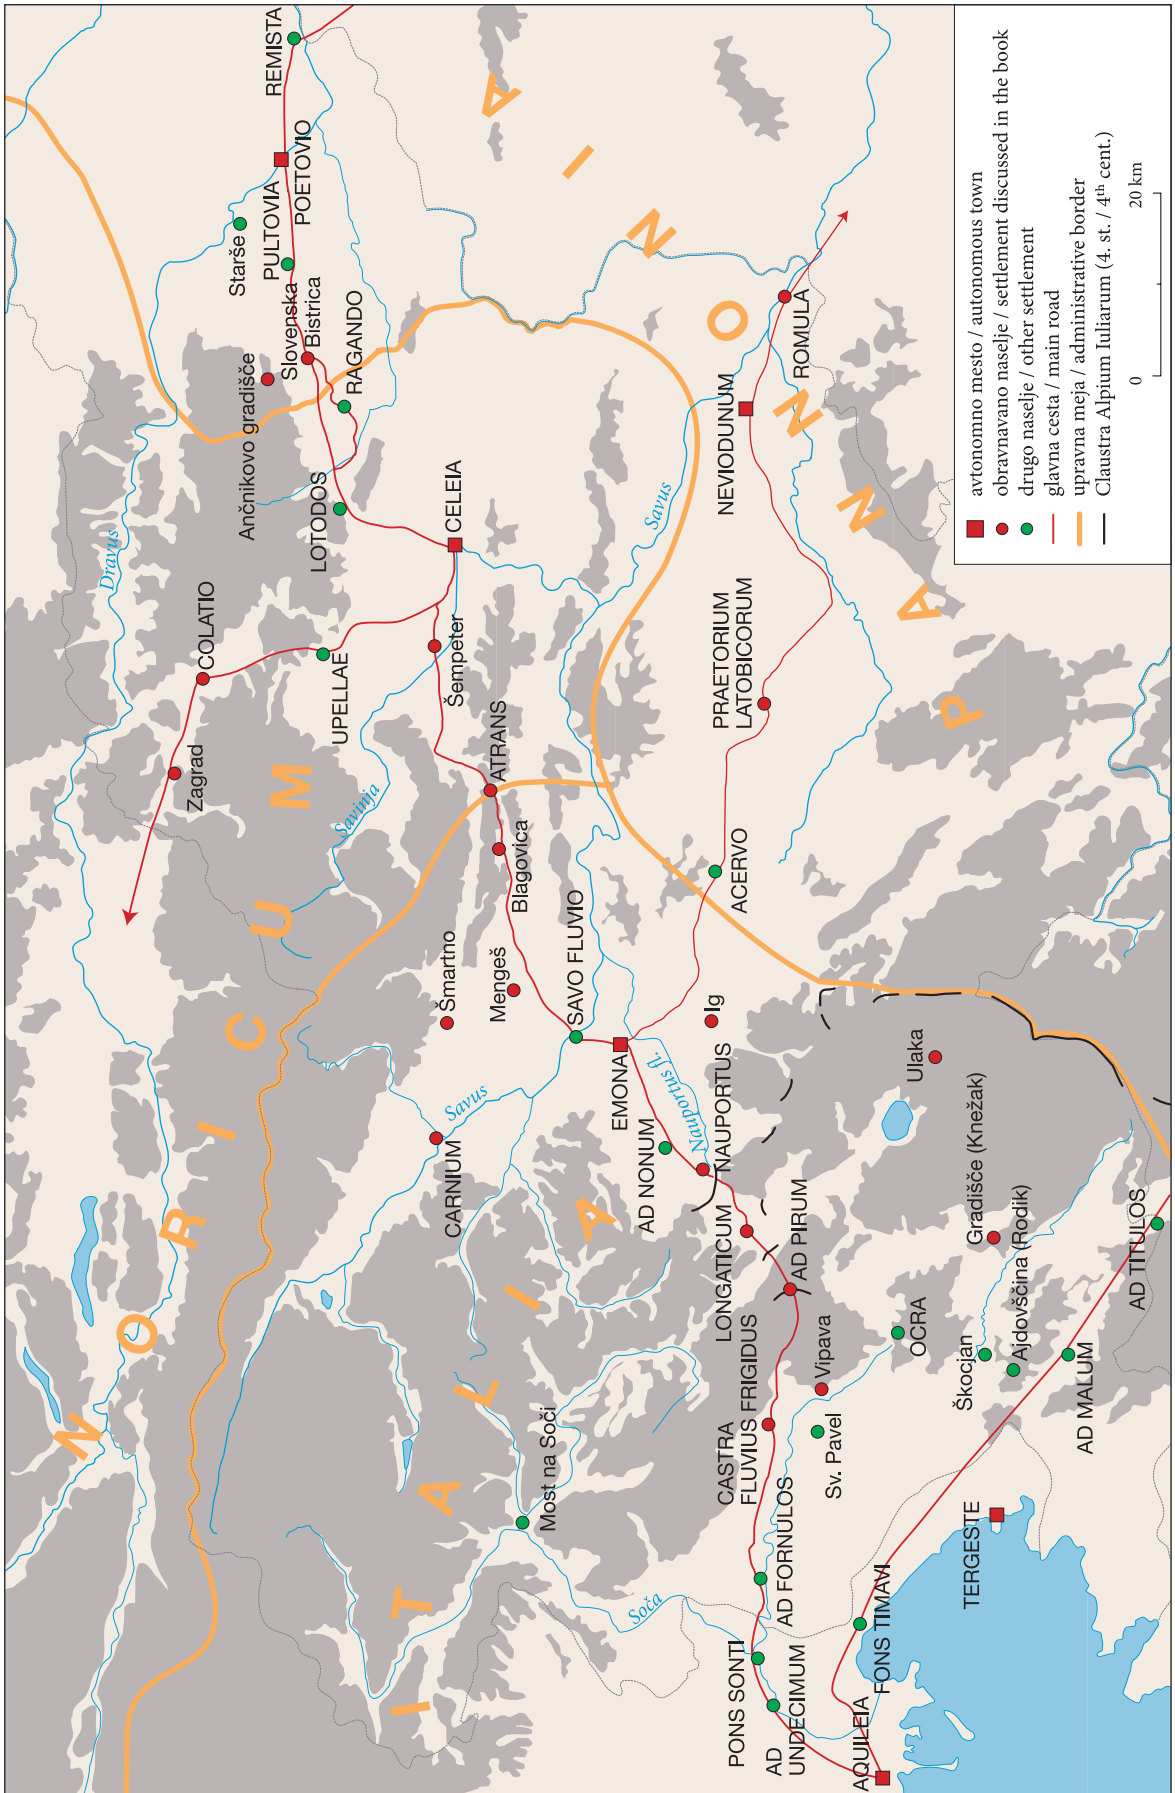 NORICUM
ITALIA
PANNONIA
Dravus
Savinja
Savus
Savus
Nauportus fl.
Soča
REMISTA
POETOVIO
PULTOVIA
Starše
Slovenska
Bistrica
RAGANDO
Ančnikovo gradišče
LOTODOS
CELEIA
COLATIO
UPELLAE
Zagrad
Šempeter
ATRANS
Blagovica
Šmartno
Mengeš
SAVO FLUVIO
EMONA
Ig
CARNIUM
AD NONUM
NAUPORTUS
LONGATICUM
AD PIRUM
CASTRA
FLUVIUS FRIGIDUS
Vipava
Sv. Pavel
OCRA
Ulaka
Gradišče (Knežak)
Ajdovščina (Rodik)
Škocjan
AD MALUM
AD TITULOS
Most na Soči
AD FORNULOS
PONS SONTI
AD
UNDECIMUM
AQUILEIA
FONS TIMAVI
TERGESTE
ACERVO
PRAETORIUM
LATOBICORUM
NEVIODUNUM
ROMULA
avtonomno mesto / autonomous town
obravnavano naselje / settlement discussed in the book
drugo naselje / other settlement
glavna cesta / main road
upravna meja / administrative border
Claustra Alpium Iuliarum (4. st. / 4th cent.)
0
20 km